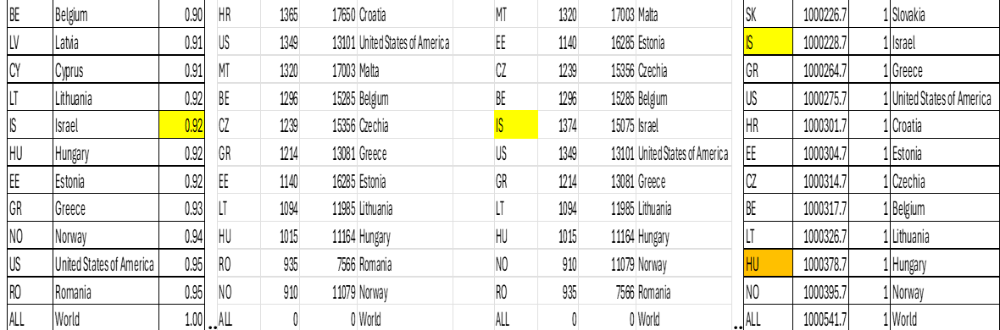 BE Belgium 0.90 HR 1365 17650 Croatia MT 1320 17003 Malta SK 1000226.7 1 Slovakia
LV Latvia 0.91 US 1349 13101 United States of America EE 1140 16285 Estonia IS 1000228.7 1 Israel
CY Cyprus 0.91 MT 1320 17003 Malta CZ 1239 15356 Czechia GR 1000264.7 1 Greece
LT Lithuania 0.92 BE 1296 15285 Belgium BE 1296 15285 Belgium US 1000275.7 1 United States of America
IS Israel 0.92 CZ 1239 15356 Czechia IS 1374 15075 Israel HR 1000301.7 1 Croatia
HU Hungary 0.92 GR 1214 13081 Greece US 1349 13101 United States of America EE 1000304.7 1 Estonia
EE Estonia 0.92 EE 1140 16285 Estonia GR 1214 13081 Greece CZ 1000314.7 1 Czechia
GR Greece 0.93 LT 1094 11985 Lithuania LT 1094 11985 Lithuania BE 1000317.7 1 Belgium
NO Norway 0.94 HU 1015 11164 Hungary HU 1015 11164 Hungary LT 1000326.7 1 Lithuania
US United States of America 0.95 RO 935 7566 Romania NO 910 11079 Norway HU 1000378.7 1 Hungary
RO Romania 0.95 NO 910 11079 Norway RO 935 7566 Romania NO 1000395.7 1 Norway
ALL World 1.00 .. ALL 0 0 World ALL 0 0 World .. ALL 1000541.7 1 World